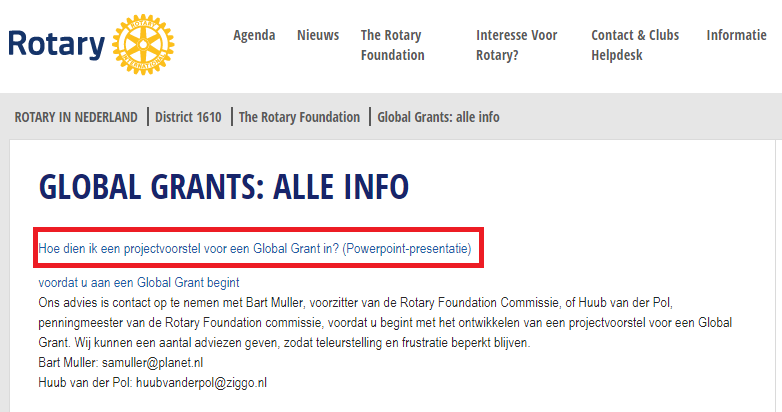 Rotary
Agenda Nieuws The Rotary Foundation Interesse Voor Rotary? Contact & Clubs Helpdesk Informatie
ROTARY IN NEDERLAND District 1610 The Rotary Foundation Global Grants: alle info
GLOBAL GRANTS: ALLE INFO
Hoe dien ik een projectvoorstel voor een Global Grant in? (Powerpoint-presentatie)
voordat u aan een Global Grant begint
Ons advies is contact op te nemen met Bart Muller, voorzitter van de Rotary Foundation Commissie, of Huub van der Pol,
penningmeester van de Rotary Foundation commissie, voordat u begint met het ontwikkelen van een projectvoorstel voor een Global
Grant. Wij kunnen een aantal adviezen geven, zodat teleurstelling en frustratie beperkt blijven.
Bart Muller: samuller@planet.nl
Huub van der Pol: huubvanderpol@ziggo.nl